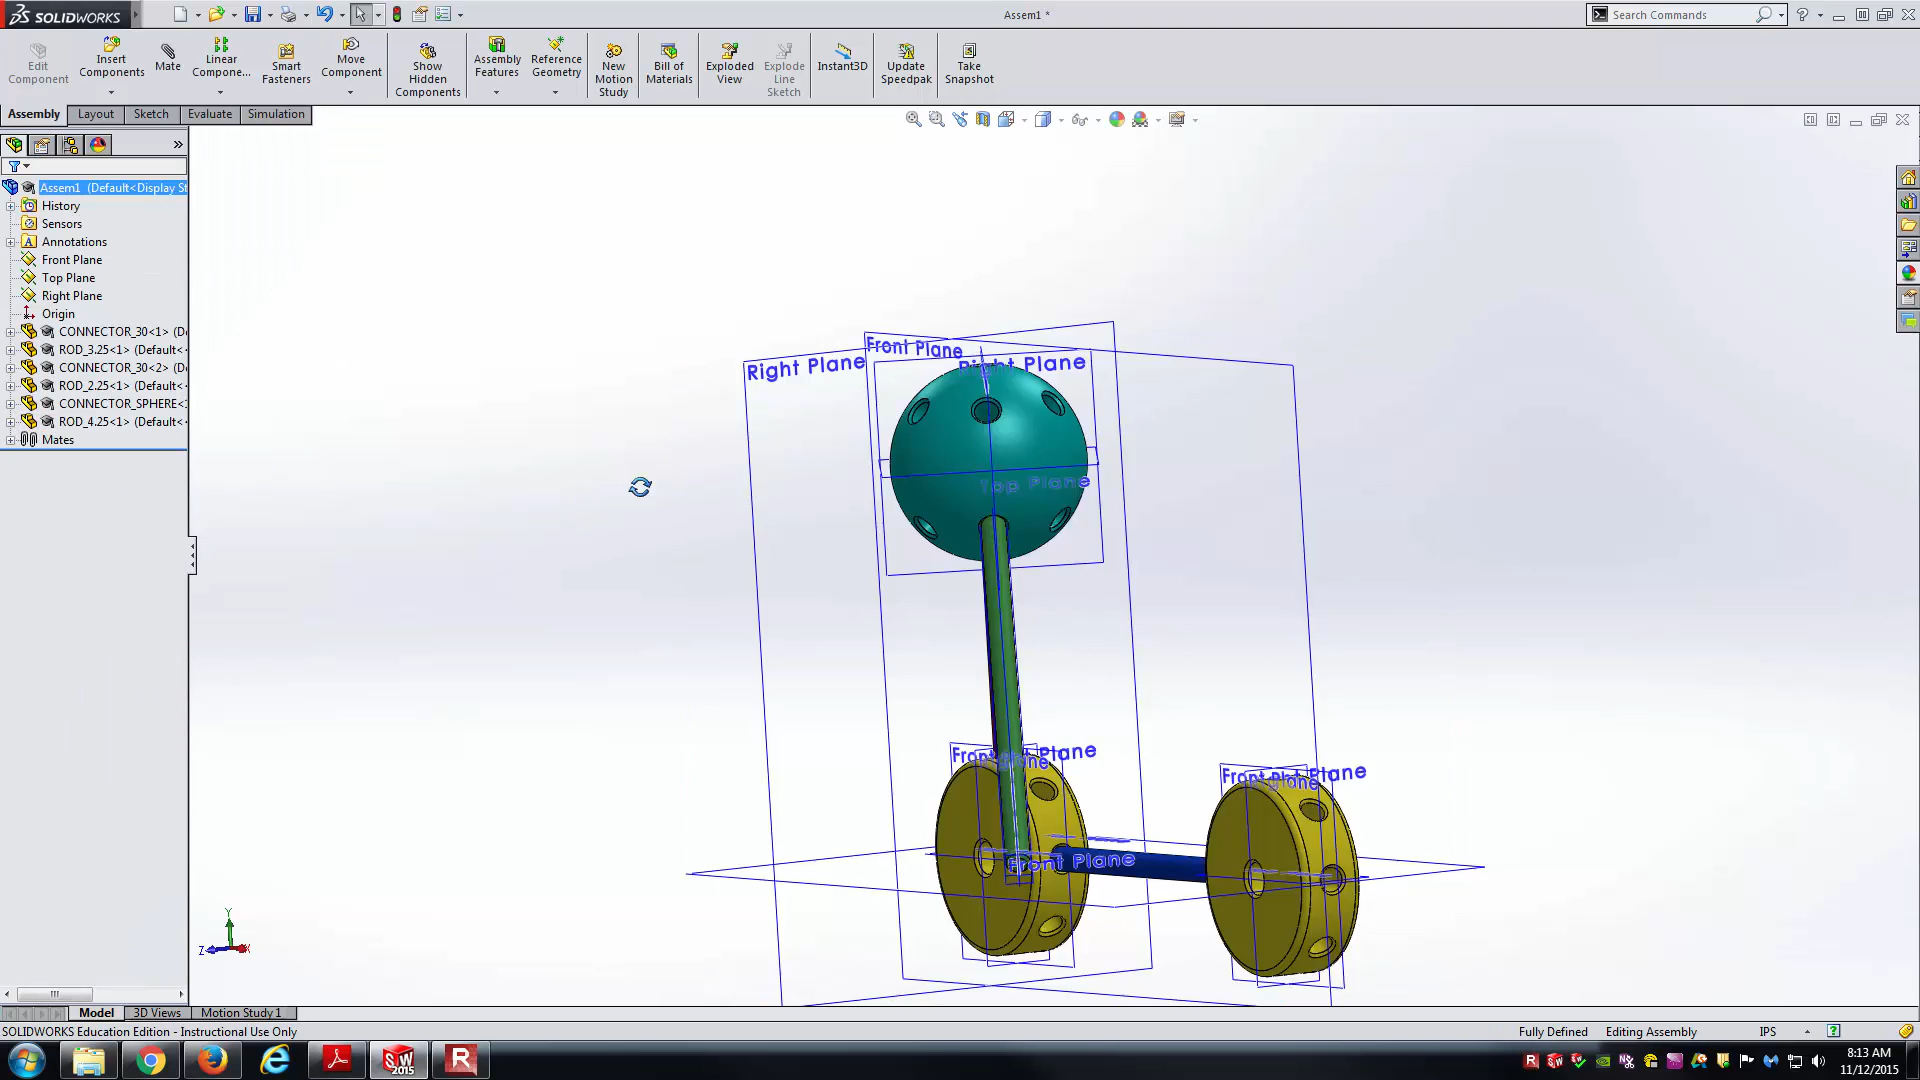 SOLIDWORKS
Assem1 *
Search Commands
Edit Component
Insert Components
Mate
Linear Compone...
Smart Fasteners
Move Component
Show Hidden Components
Assembly Features
Reference Geometry
New Motion Study
Bill of Materials
Exploded View
Explode Line Sketch
Instant3D
Update Speedpak
Take Snapshot
Assembly
Layout
Sketch
Evaluate
Simulation
Assem1 (Default<Display St
History
Sensors
Annotations
Front Plane
Top Plane
Right Plane
Origin
CONNECTOR_30<1> (De
ROD_3.25<1> (Default<
CONNECTOR_30<2> (De
ROD_2.25<1> (Default<
CONNECTOR_SPHERE<1
ROD_4.25<1> (Default<
Mates
Front Plane
Right Plane
Right Plane
Top Plane
Front Plane
Front Plane
Front Plane
Y
Z
X
Model
3D Views
Motion Study 1
SOLIDWORKS Education Edition - Instructional Use Only
Fully Defined
Editing Assembly
IPS
8:13 AM
11/12/2015